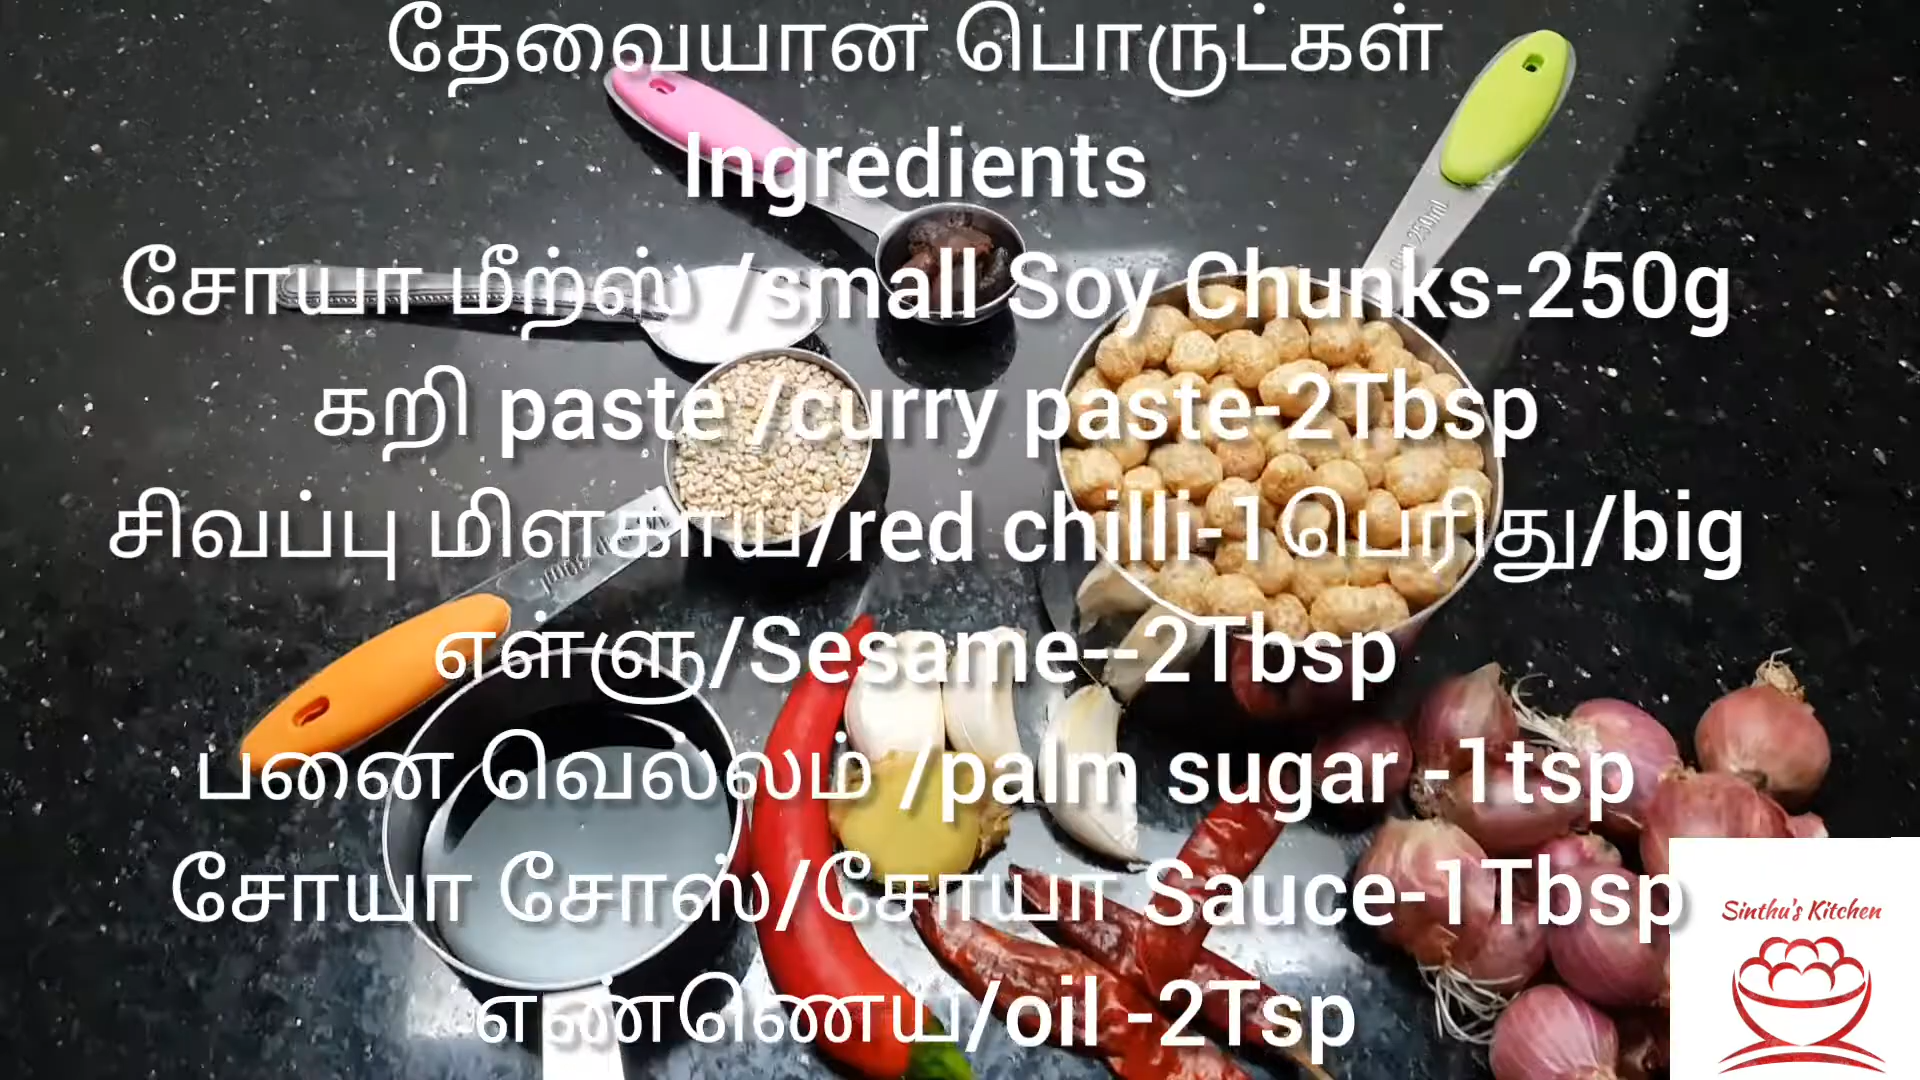 தேவையான பொருட்கள்
Ingredients
சோயா மீற்ஸ் /small Soy Chunks-250g
கறி paste /curry paste-2Tbsp
சிவப்பு மிளகாய்/red chilli-1பெரிது/big
எள்ளு/Sesame--2Tbsp
பனை வெல்லம் /palm sugar -1tsp
சோயா சோஸ்/சோயா Sauce-1Tbsp
எண்ணெய்/oil -2Tsp
Sinthu's Kitchen
250ml